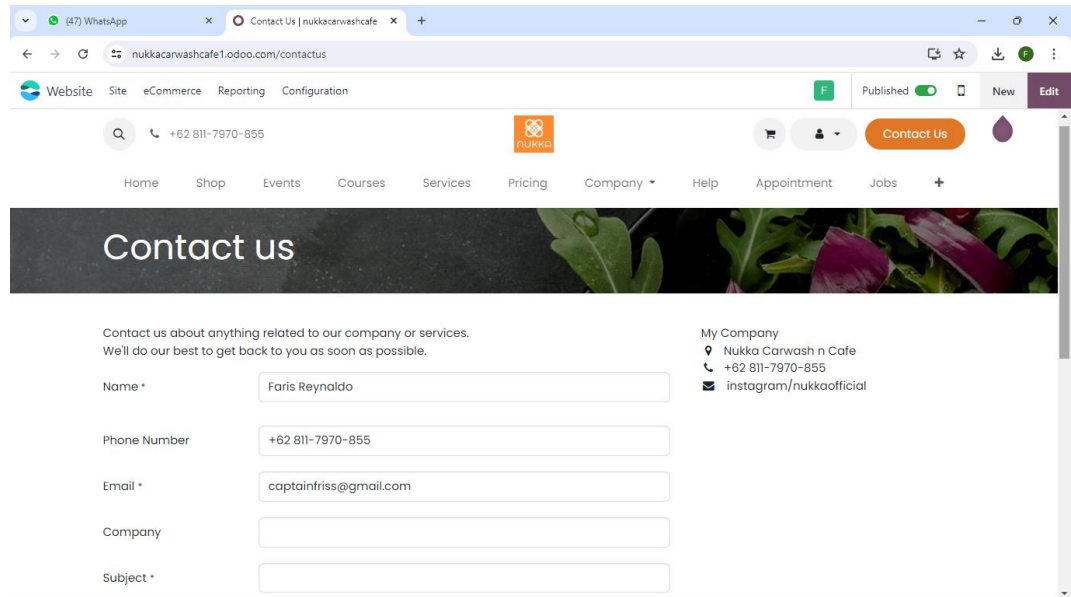 (47) WhatsApp
Contact Us | nukkacarwashcafe
nukkacarwashcafe1.odoo.com/contactus
F
Website Site eCommerce Reporting Configuration F Published New Edit
+62 811-7970-855 NUKKA Contact Us
Home Shop Events Courses Services Pricing Company Help Appointment Jobs +
Contact us
Contact us about anything related to our company or services.
We'll do our best to get back to you as soon as possible.
My Company
Nukka Carwash n Cafe
+62 811-7970-855
instagram/nukkaofficial
Name * Faris Reynaldo
Phone Number +62 811-7970-855
Email * captainfriss@gmail.com
Company
Subject *